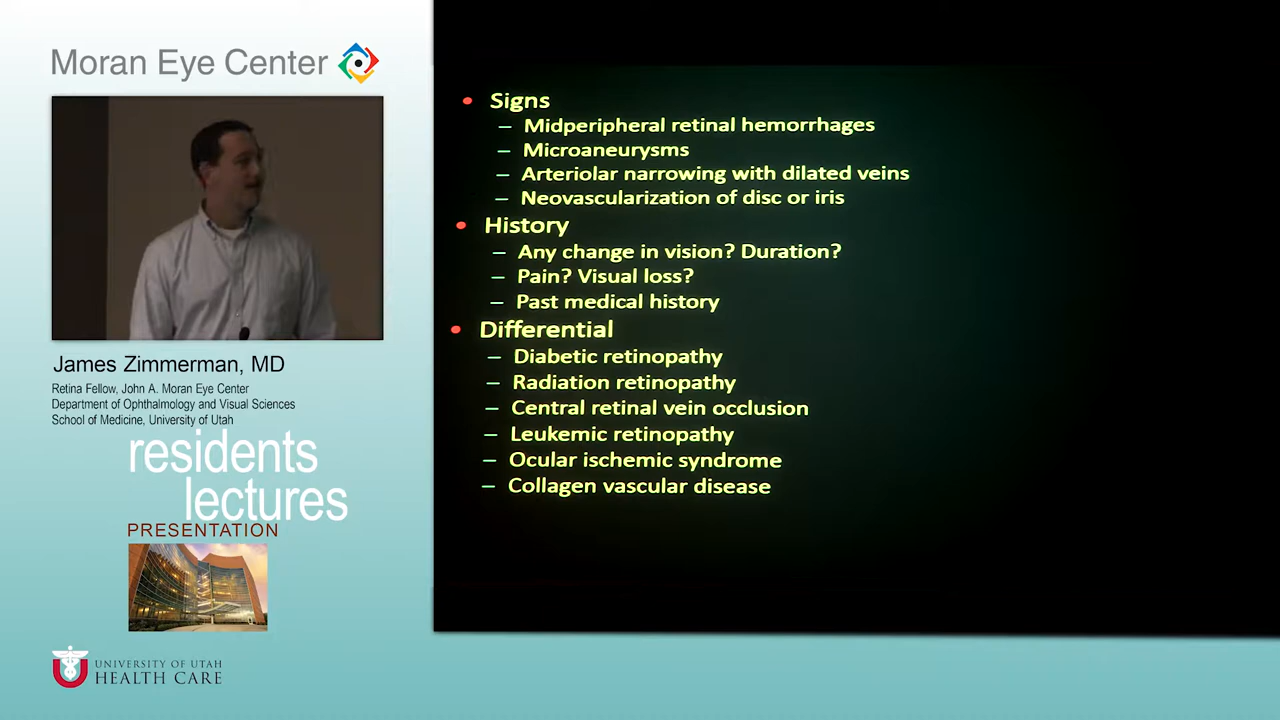 Moran Eye Center
James Zimmerman, MD
Retina Fellow, John A. Moran Eye Center
Department of Ophthalmology and Visual Sciences
School of Medicine, University of Utah
residents
lectures
PRESENTATION
UNIVERSITY OF UTAH
HEALTH CARE
• Signs
– Midperipheral retinal hemorrhages
– Microaneurysms
– Arteriolar narrowing with dilated veins
– Neovascularization of disc or iris
• History
– Any change in vision? Duration?
– Pain? Visual loss?
– Past medical history
• Differential
– Diabetic retinopathy
– Radiation retinopathy
– Central retinal vein occlusion
– Leukemic retinopathy
– Ocular ischemic syndrome
– Collagen vascular disease